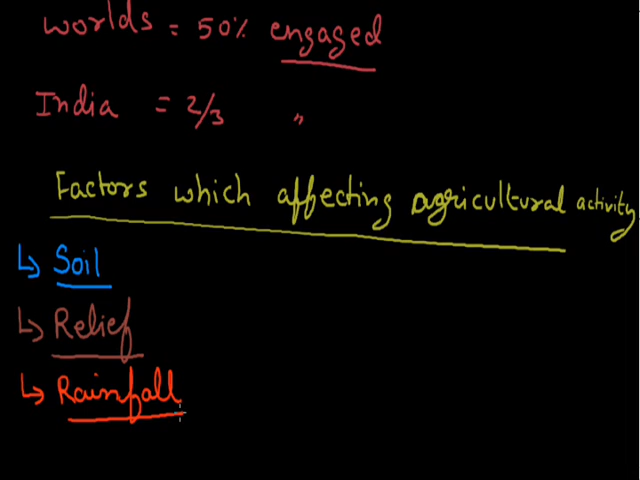 Worlds = 50% engaged
India = 2/3 "
Factors which affecting agricultural activity
↳ Soil
↳ Relief
↳ Rainfall